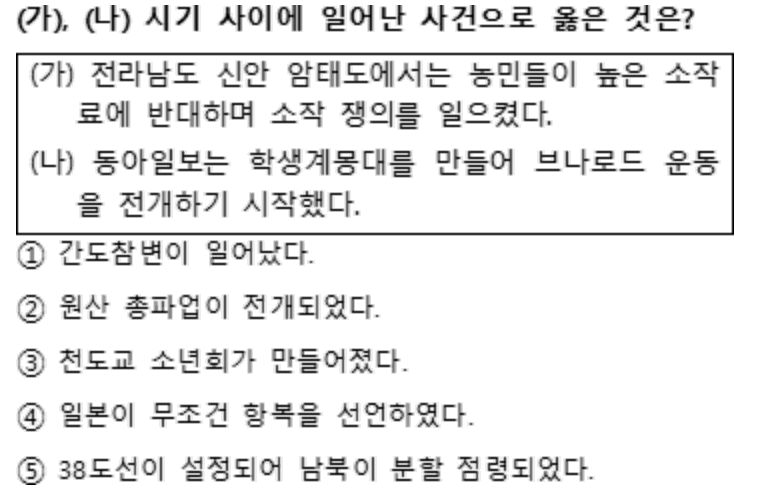 (가), (나) 시기 사이에 일어난 사건으로 옳은 것은?
(가) 전라남도 신안 암태도에서는 농민들이 높은 소작
료에 반대하며 소작 쟁의를 일으켰다.
(나) 동아일보는 학생계몽대를 만들어 브나로드 운동
을 전개하기 시작했다.
① 간도참변이 일어났다.
② 원산 총파업이 전개되었다.
③ 천도교 소년회가 만들어졌다.
④ 일본이 무조건 항복을 선언하였다.
⑤ 38도선이 설정되어 남북이 분할 점령되었다.